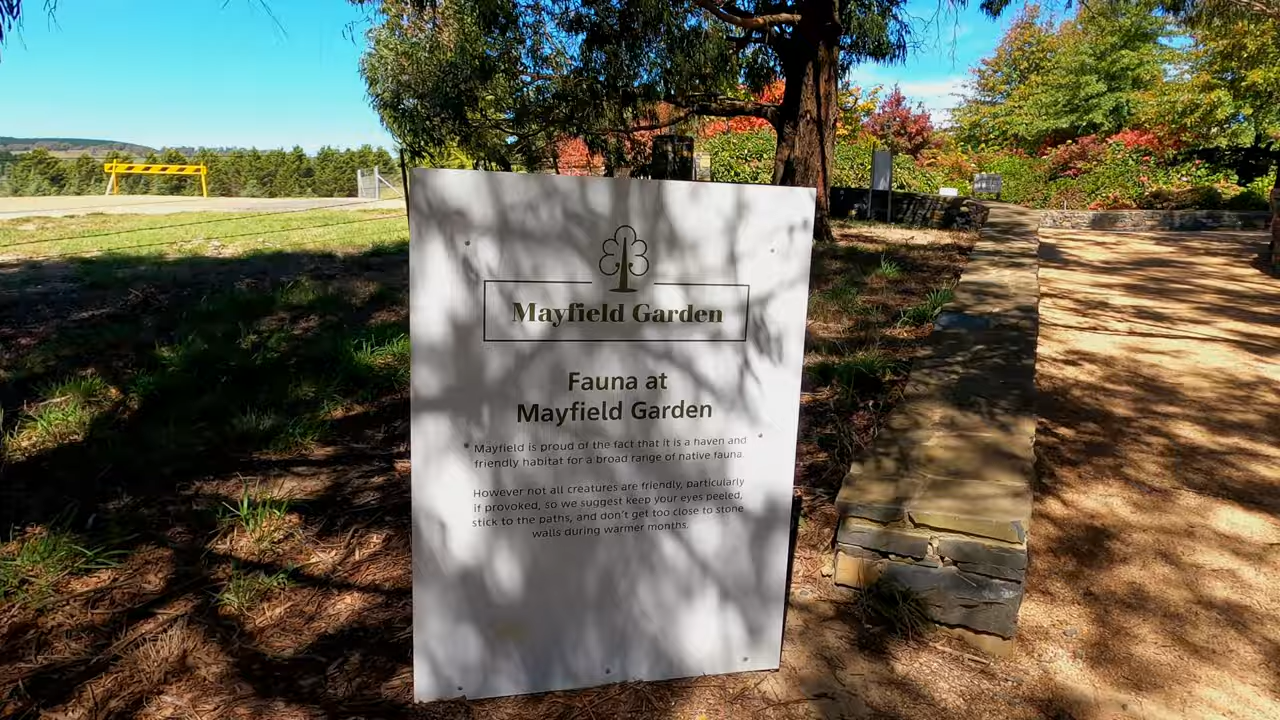 Mayfield Garden
Fauna at
Mayfield Garden
Mayfield is proud of the fact that it is a haven and
friendly habitat for a broad range of native fauna.
However not all creatures are friendly, particularly
if provoked, so we suggest keep your eyes peeled,
stick to the paths, and don't get too close to stone
walls during warmer months.